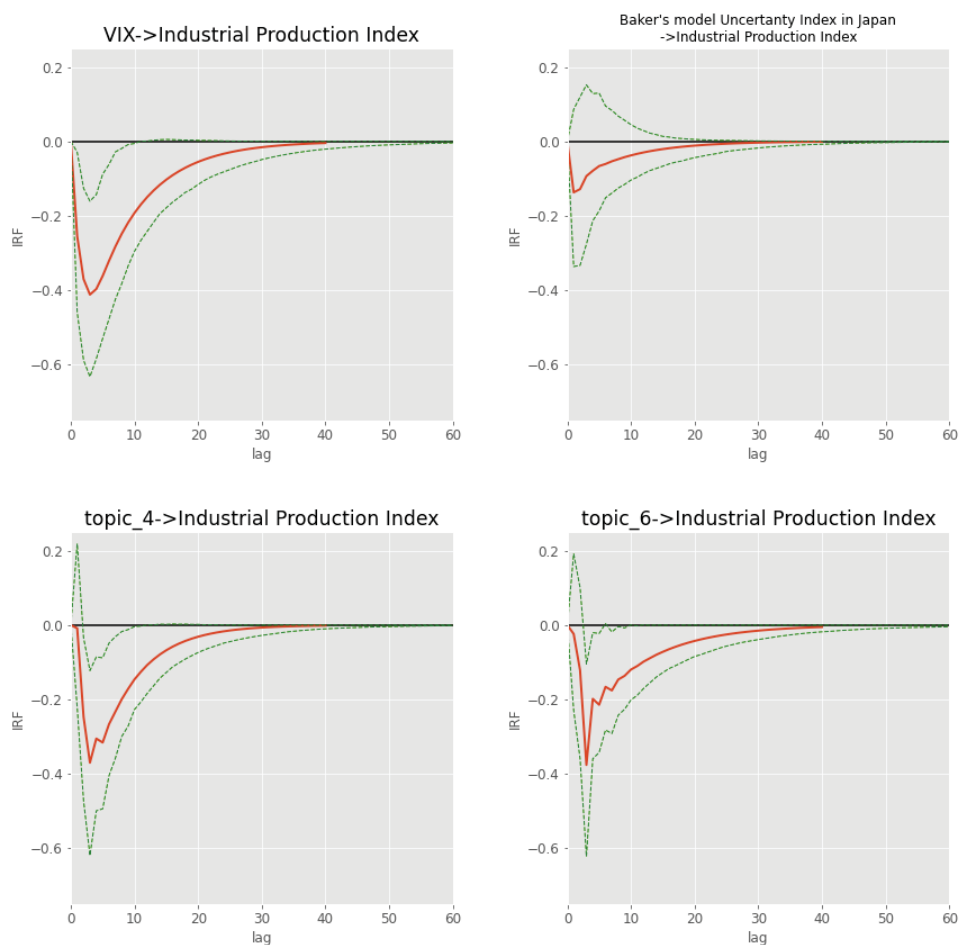 VIX->Industrial Production Index
0.2
0.0
−0.2
−0.4
−0.6
IRF
0 10 20 30 40 50 60
lag
Baker's model Uncertanty Index in Japan
->Industrial Production Index
0.2
0.0
−0.2
−0.4
−0.6
IRF
0 10 20 30 40 50 60
lag
topic_4->Industrial Production Index
0.2
0.0
−0.2
−0.4
−0.6
IRF
0 10 20 30 40 50 60
lag
topic_6->Industrial Production Index
0.2
0.0
−0.2
−0.4
−0.6
IRF
0 10 20 30 40 50 60
lag